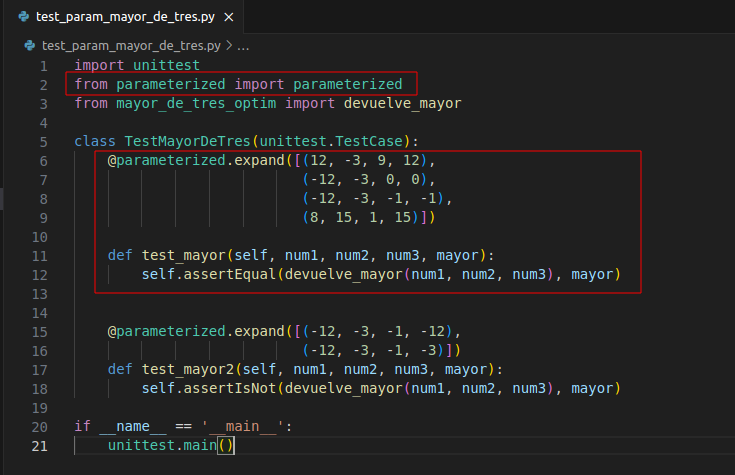 test_param_mayor_de_tres.py ×
test_param_mayor_de_tres.py > ...
1 import unittest
2 from parameterized import parameterized
3 from mayor_de_tres_optim import devuelve_mayor
4
5 class TestMayorDeTres(unittest.TestCase):
6     @parameterized.expand([(12, -3, 9, 12),
7                            (-12, -3, 0, 0),
8                            (-12, -3, -1, -1),
9                            (8, 15, 1, 15)])
10
11     def test_mayor(self, num1, num2, num3, mayor):
12         self.assertEqual(devuelve_mayor(num1, num2, num3), mayor)
13
14
15     @parameterized.expand([(-12, -3, -1, -12),
16                            (-12, -3, -1, -3)])
17     def test_mayor2(self, num1, num2, num3, mayor):
18         self.assertIsNot(devuelve_mayor(num1, num2, num3), mayor)
19
20 if __name__ == '__main__':
21     unittest.main()